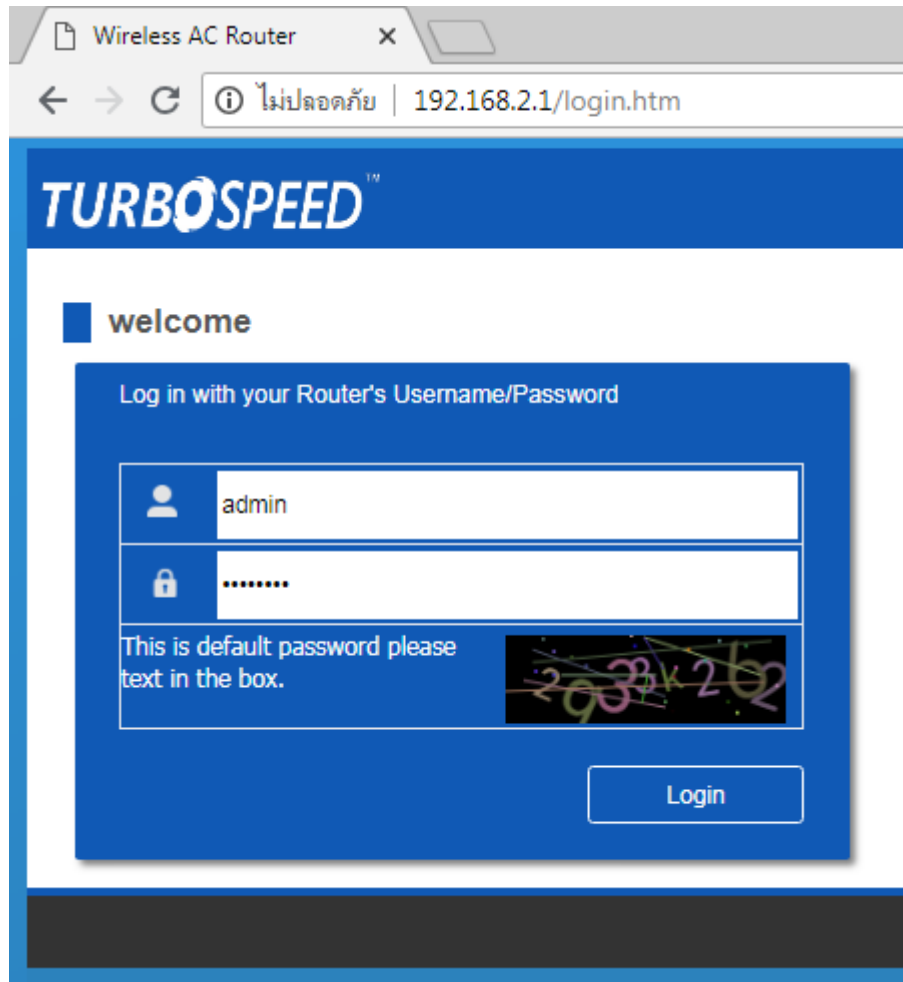 Wireless AC Router
ไม่ปลอดภัย | 192.168.2.1/login.htm
TURBOSPEED™
welcome
Log in with your Router's Username/Password
admin
••••••••
This is default password please
text in the box.
Login